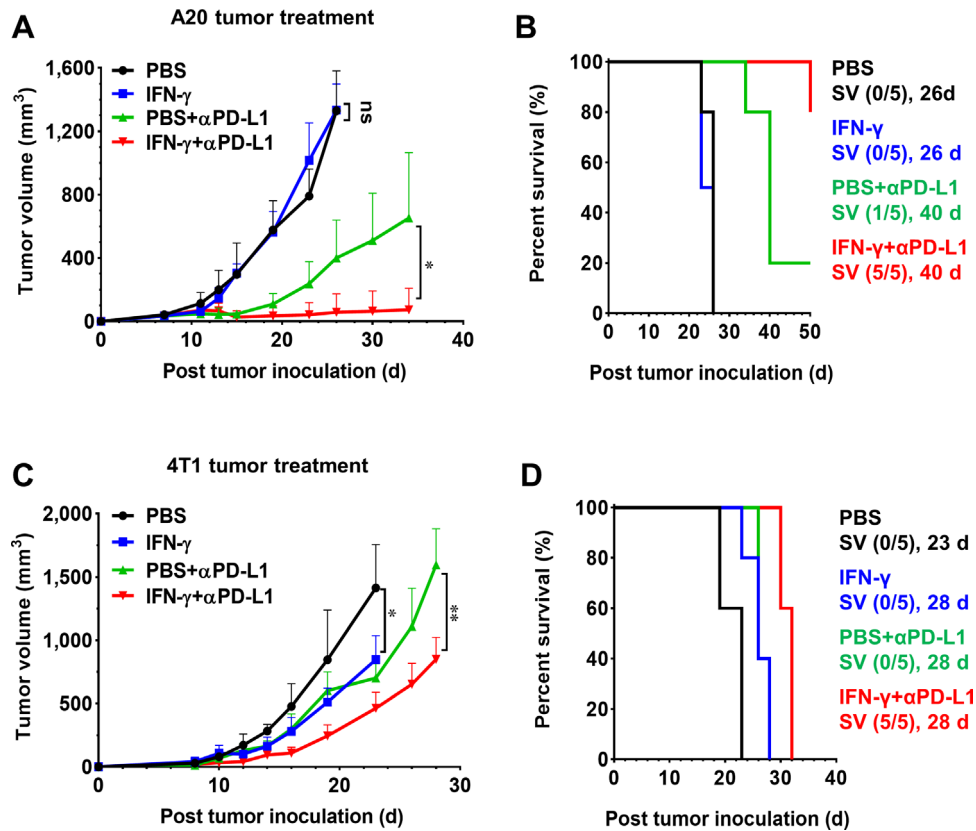 A20 tumor treatment
A
1,600
1,200
800
400
0
Tumor volume (mm³)
PBS
IFN-γ
PBS+αPD-L1
IFN-γ+αPD-L1
ns
*
0 10 20 30 40
Post tumor inoculation (d)
B
100
80
60
40
20
0
Percent survival (%)
0 10 20 30 40 50
Post tumor inoculation (d)
PBS
SV (0/5), 26d
IFN-γ
SV (0/5), 26 d
PBS+αPD-L1
SV (1/5), 40 d
IFN-γ+αPD-L1
SV (5/5), 40 d
4T1 tumor treatment
C
2,000
1,500
1,000
500
0
Tumor volume (mm³)
PBS
IFN-γ
PBS+αPD-L1
IFN-γ+αPD-L1
*
**
0 10 20 30
Post tumor inoculation (d)
D
100
80
60
40
20
0
Percent survival (%)
0 10 20 30 40
Post tumor inoculation (d)
PBS
SV (0/5), 23 d
IFN-γ
SV (0/5), 28 d
PBS+αPD-L1
SV (0/5), 28 d
IFN-γ+αPD-L1
SV (5/5), 28 d